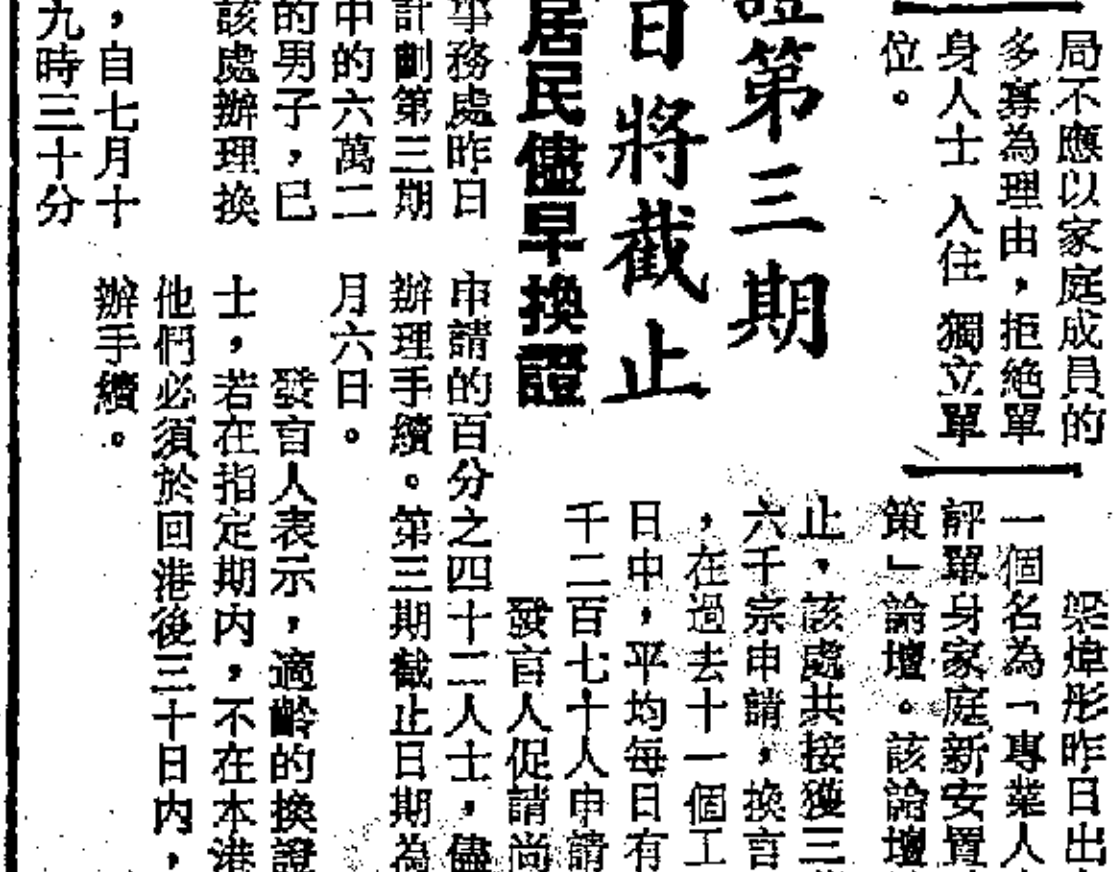 局不應以家庭成員的
多寡為理由，拒絶單
身人士 入住 獨立單
位。
梁煒彤昨日出
一個名為「專業人
評單身家庭新安置
策」論壇。該論壇
證第三期
日將截止
居民儘早換證
止，該處共接獲三
六千宗申請，換言
，在過去十一個工
日中，平均每日有
千二百七十人申請
發言人促請尚
事務處昨日
計劃第三期
中的六萬二
的男子，已
該處辦理換
，自七月十
九時三十分
申請的百分之四十二人士，儘
辦理手續。第三期截止日期為
月六日。
發言人表示，適齡的換證
士，若在指定期内，不在本港
他們必須於回港後三十日内，
辦手續。